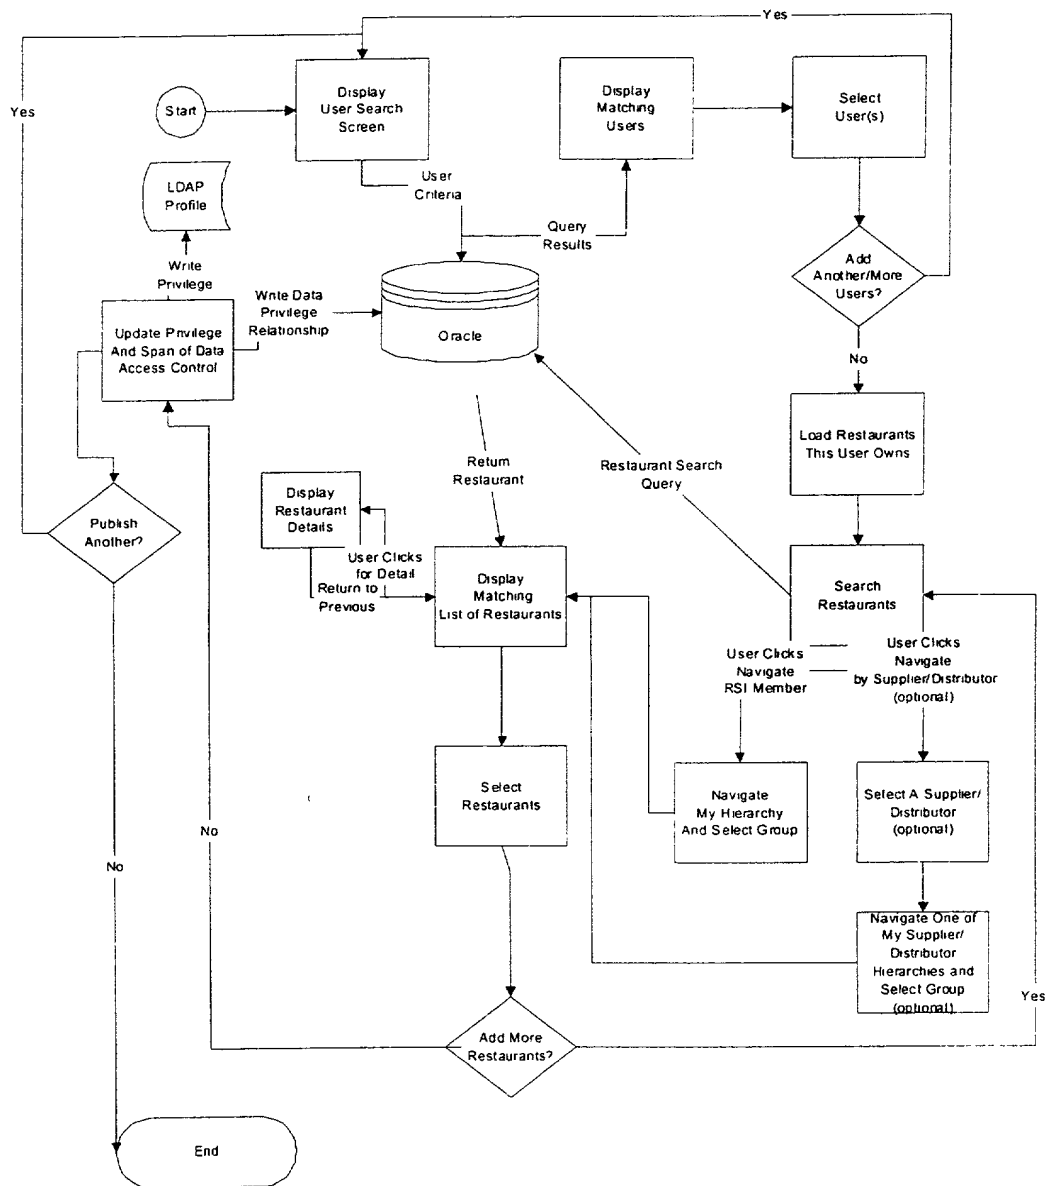 Yes
Yes
Start
Display
User Search
Screen
Display
Matching
Users
Select
User(s)
LDAP
Profile
User
Criteria
Query
Results
Write
Privilege
Add
Another/More
Users?
Write Data
Privilege
Relationship
Update Privilege
And Span of Data
Access Control
Oracle
No
Load Restaurants
This User Owns
Return
Restaurant
Restaurant Search
Query
Display
Restaurant
Details
Publish
Another?
User Clicks
for Detail
Return to
Previous
Display
Matching
List of Restaurants
Search
Restaurants
User Clicks
Navigate
RSI Member
User Clicks
Navigate
by Supplier/Distributor
(optional)
Select
Restaurants
Navigate
My Hierarchy
And Select Group
Select A Supplier/
Distributor
(optional)
No
No
Navigate One of
My Supplier/
Distributor
Hierarchies and
Select Group
(optional)
Yes
Add More
Restaurants?
End